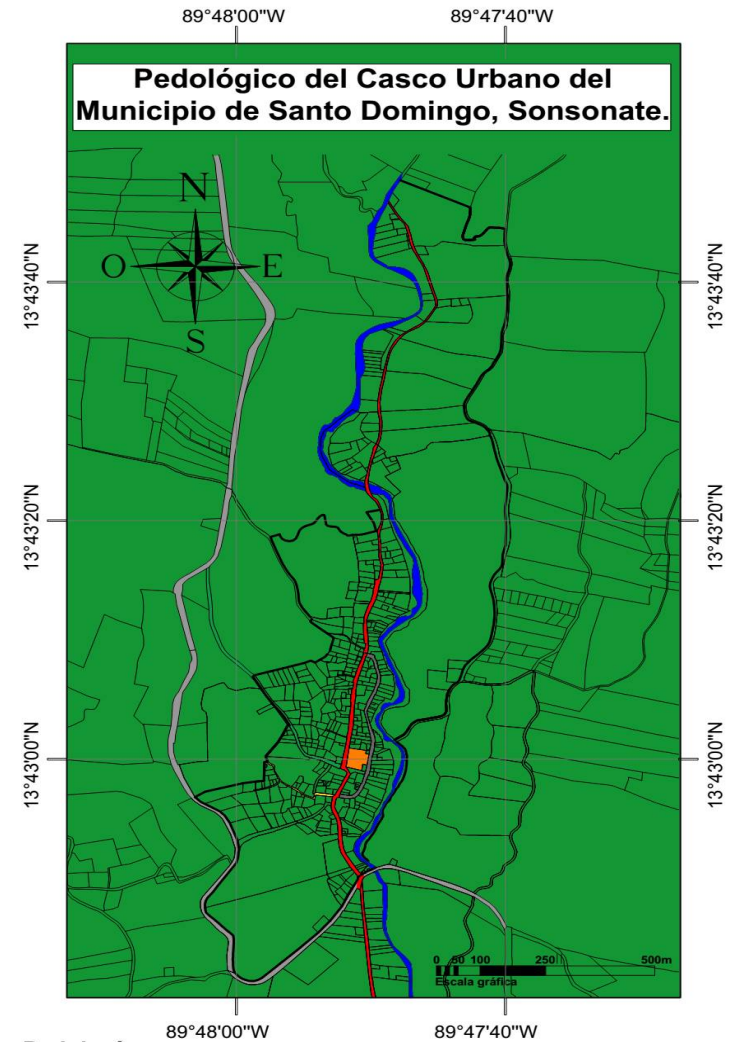 89°48'00"W 89°47'40"W
Pedológico del Casco Urbano del
Municipio de Santo Domingo, Sonsonate.
N
O E
S
13°43'40"N 13°43'40"N
13°43'20"N 13°43'20"N
13°43'00"N 13°43'00"N
0 50 100 250 500m
Escala gráfica
89°48'00"W 89°47'40"W